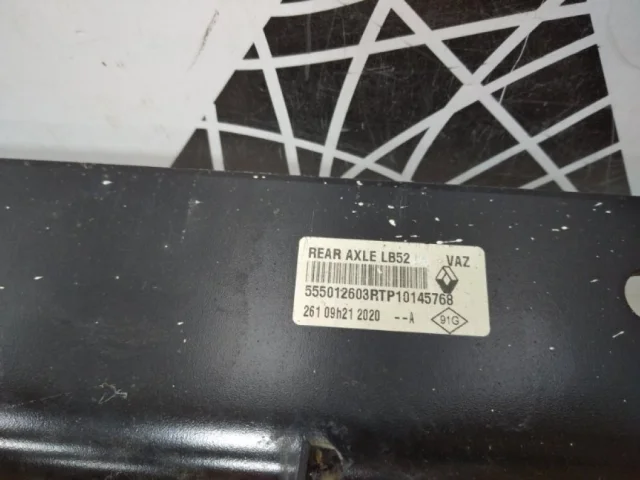 REAR AXLE LB52 VAZ
555012603RTP10145768
261 09h21 2020 --A 91G